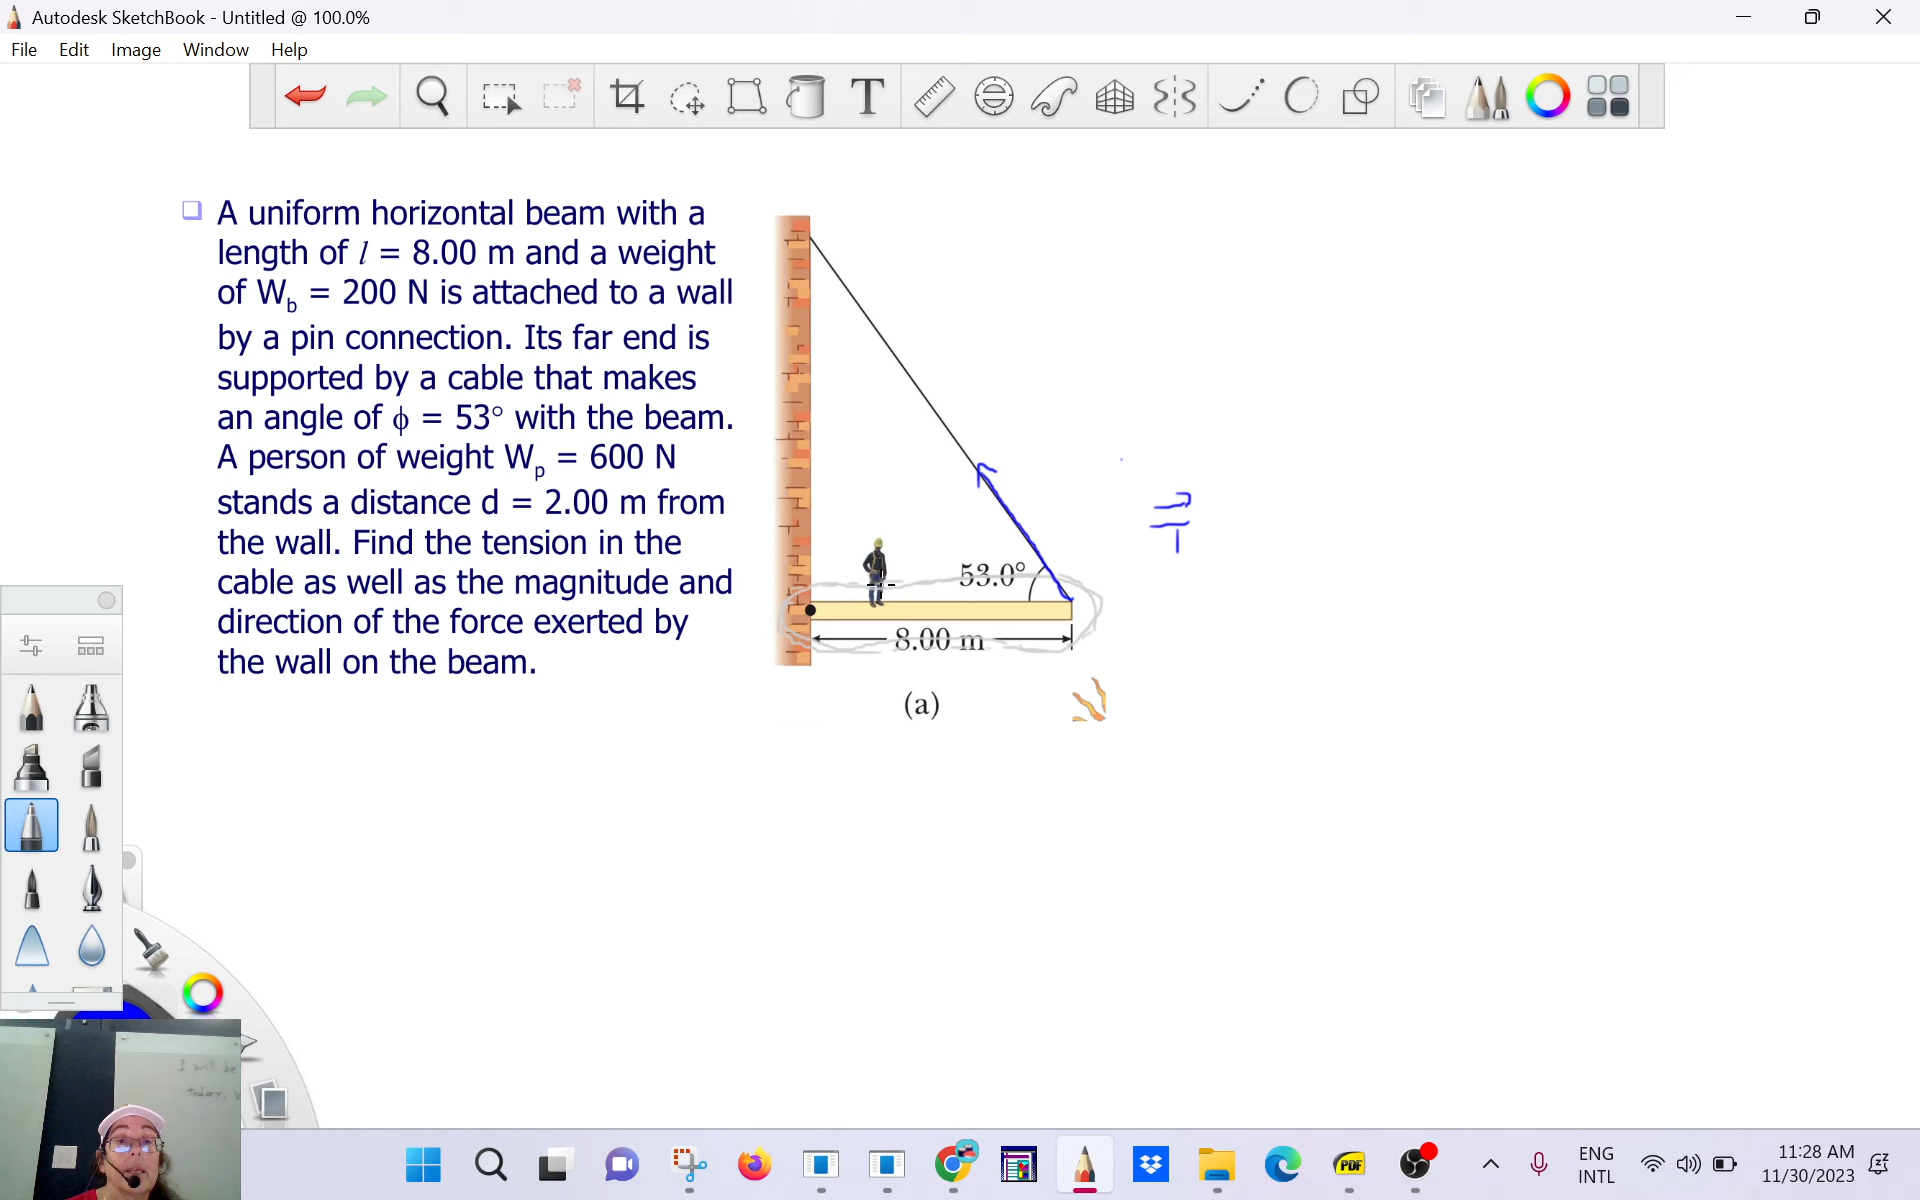 Autodesk SketchBook - Untitled @ 100.0%
File Edit Image Window Help
T
A uniform horizontal beam with a
length of l = 8.00 m and a weight
of Wb = 200 N is attached to a wall
by a pin connection. Its far end is
supported by a cable that makes
an angle of ϕ = 53° with the beam.
A person of weight Wp = 600 N
stands a distance d = 2.00 m from
the wall. Find the tension in the
cable as well as the magnitude and
direction of the force exerted by
the wall on the beam.
53.0°
8.00 m
(a)
I will be
today,
PDF
ENG
INTL
11:28 AM
11/30/2023